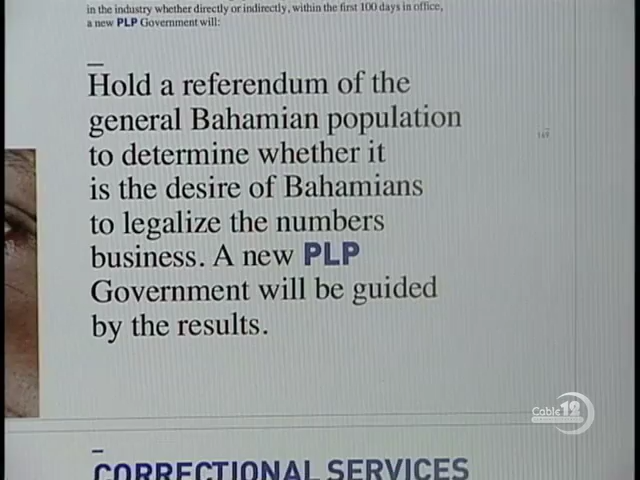 in the industry whether directly or indirectly, within the first 100 days in office,
a new PLP Government will:
Hold a referendum of the
general Bahamian population
to determine whether it
is the desire of Bahamians
to legalize the numbers
business. A new PLP
Government will be guided
by the results.
CORRECTIONAL SERVICES
Cable 12